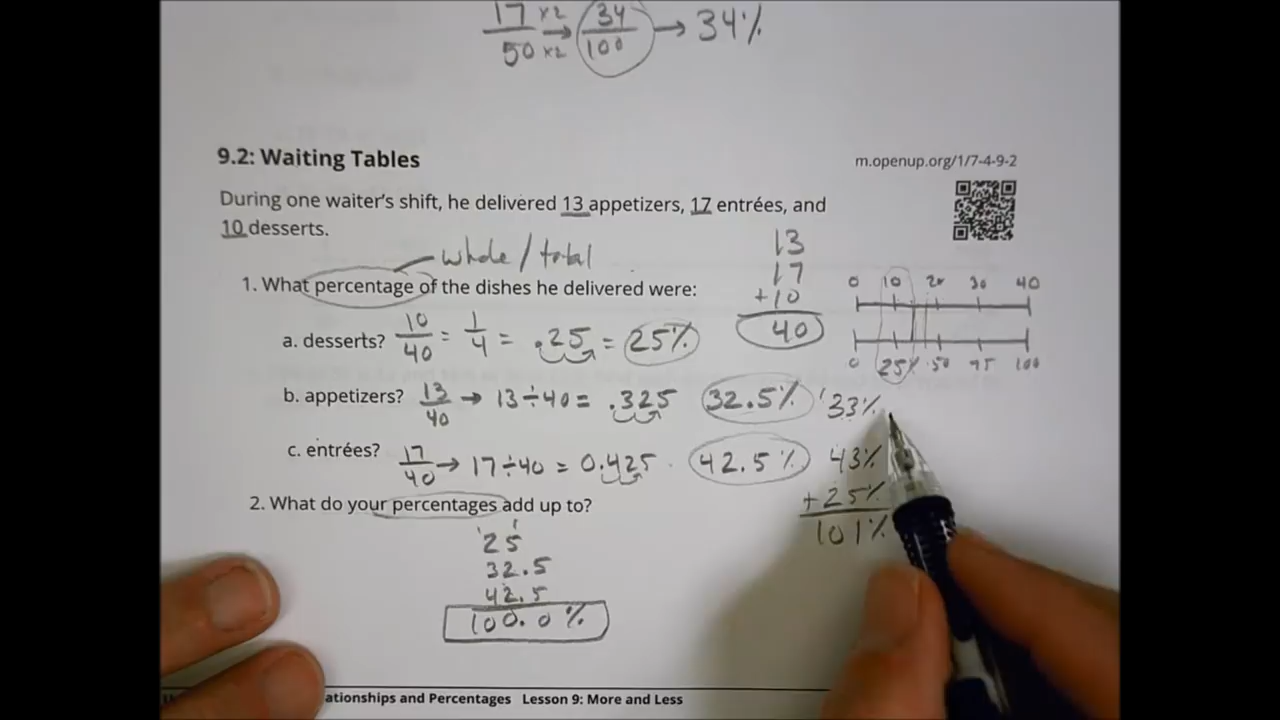 17 x2 34
50 x2 100 → 34%
9.2: Waiting Tables
m.openup.org/1/7-4-9-2
During one waiter's shift, he delivered 13 appetizers, 17 entrées, and
10 desserts.
whole / total
13
17
+10
40
0 10 20 30 40
0 25% 50 75 100
1. What percentage of the dishes he delivered were:
a. desserts? 10/40 = 1/4 = .25 = 25%
b. appetizers? 13/40 → 13÷40 = .325 32.5% 33%
c. entrées? 17/40 → 17÷40 = 0.425 42.5% 43%
+25%
101%
2. What do your percentages add up to?
25
32.5
42.5
100.0%
ationships and Percentages Lesson 9: More and Less